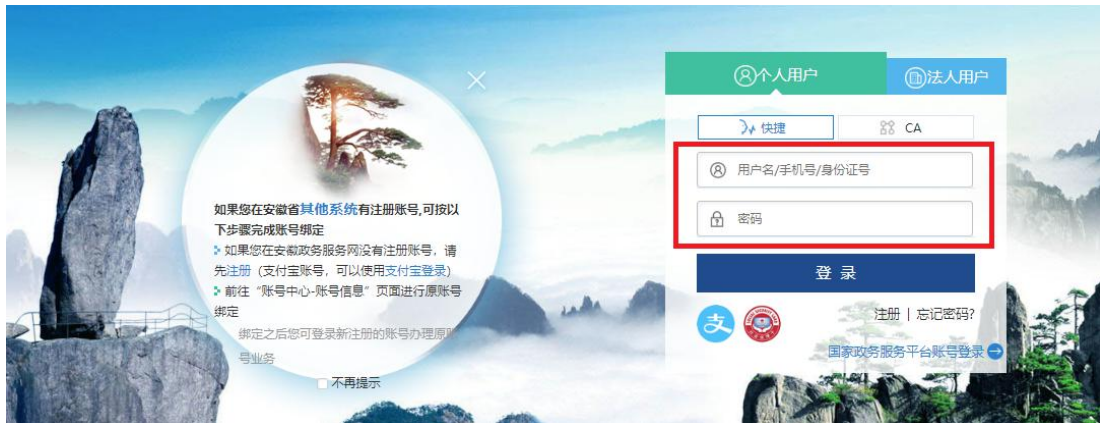 个人用户
法人用户
快捷
CA
用户名/手机号/身份证号
密码
登 录
注册 | 忘记密码?
国家政务服务平台账号登录
支
如果您在安徽省其他系统有注册账号,可按以
下步骤完成账号绑定
如果您在安徽政务服务网没有注册账号，请
先注册（支付宝账号，可以使用支付宝登录）
前往“账号中心-账号信息”页面进行原账号
绑定
绑定之后您可登录新注册的账号办理原账
号业务
不再提示